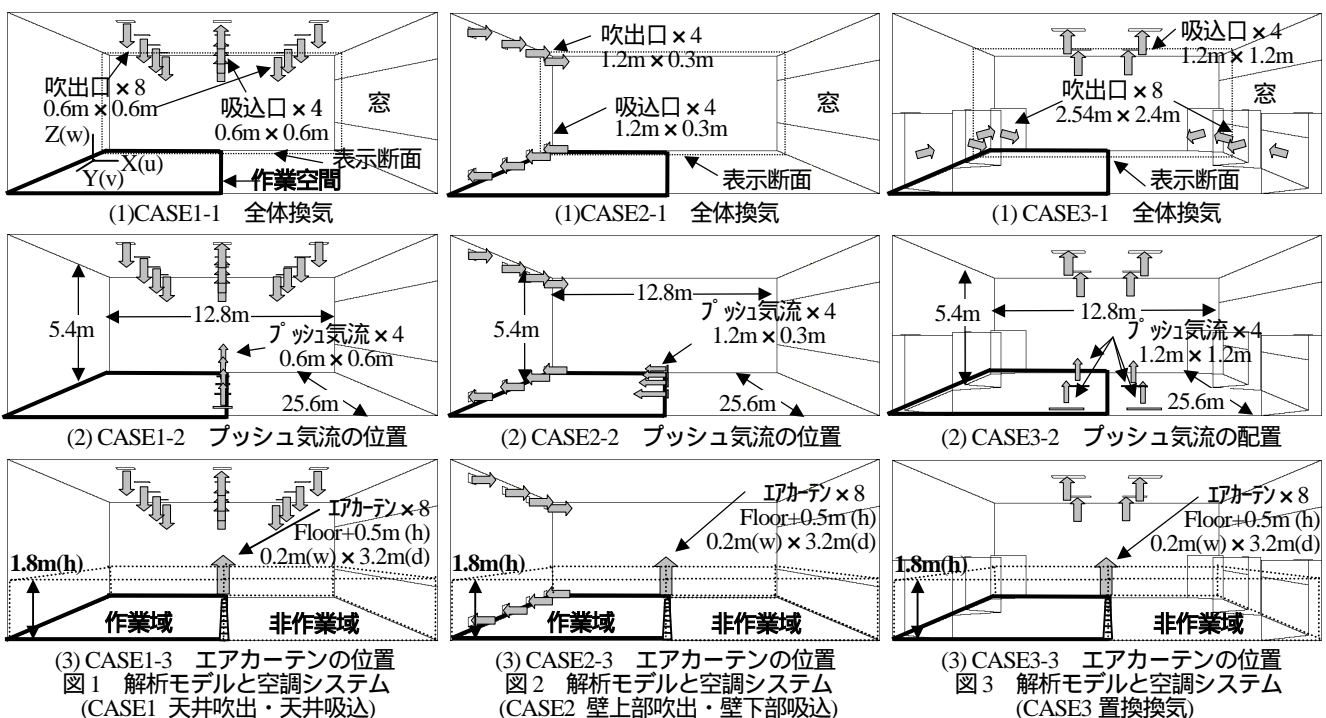 吹出口×8
0.6m×0.6m
吸込口×4
0.6m×0.6m
窓
Z(w)
X(u)
Y(v)
表示断面
作業空間
(1)CASE1-1 全体換気
吹出口×4
1.2m×0.3m
吸込口×4
1.2m×0.3m
窓
表示断面
(1)CASE2-1 全体換気
吸込口×4
1.2m×1.2m
吹出口×8
2.54m×2.4m
窓
表示断面
(1) CASE3-1 全体換気
5.4m
12.8m
プッシュ気流×4
0.6m×0.6m
25.6m
(2) CASE1-2 プッシュ気流の位置
5.4m
12.8m
プッシュ気流×4
1.2m×0.3m
25.6m
(2) CASE2-2 プッシュ気流の位置
5.4m
12.8m
プッシュ気流×4
1.2m×1.2m
25.6m
(2) CASE3-2 プッシュ気流の配置
エアカーテン×8
Floor+0.5m (h)
0.2m(w)×3.2m(d)
1.8m(h)
作業域
非作業域
(3) CASE1-3 エアカーテンの位置
図1 解析モデルと空調システム
(CASE1 天井吹出・天井吸込)
エアカーテン×8
Floor+0.5m (h)
0.2m(w)×3.2m(d)
1.8m(h)
作業域
非作業域
(3) CASE2-3 エアカーテンの位置
図2 解析モデルと空調システム
(CASE2 壁上部吹出・壁下部吸込)
エアカーテン×8
Floor+0.5m (h)
0.2m(w)×3.2m(d)
1.8m(h)
非作業域
(3) CASE3-3 エアカーテンの位置
図3 解析モデルと空調システム
(CASE3 置換換気)